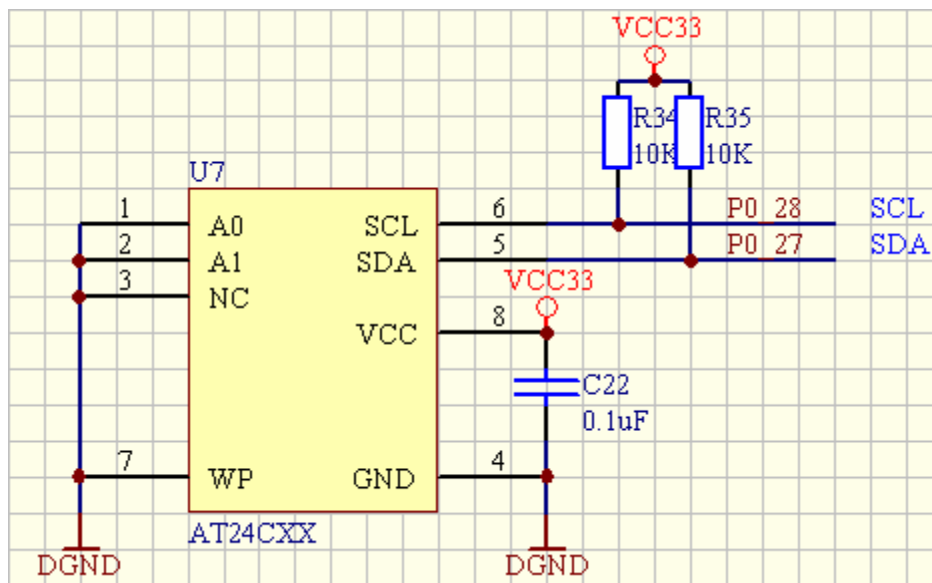 VCC33
R34
R35
10K
10K
U7
1
A0
SCL
6
P0_28
SCL
2
A1
SDA
5
P0_27
SDA
3
NC
VCC33
VCC
8
C22
0.1uF
7
WP
GND
4
AT24CXX
DGND
DGND